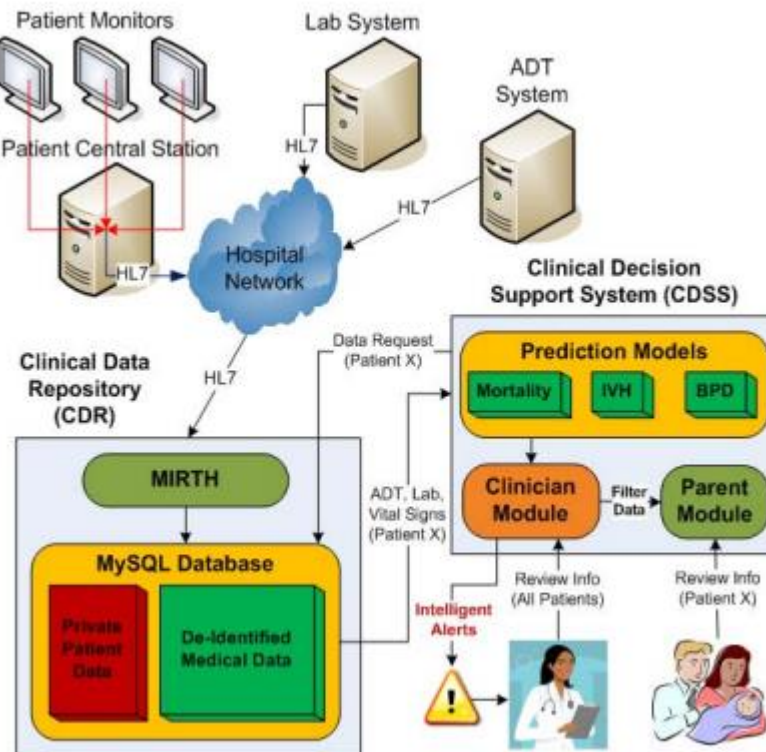 Patient Monitors
Lab System
ADT
System
Patient Central Station
HL7
HL7
HL7
Hospital
Network
HL7
Clinical Data
Repository
(CDR)
MIRTH
MySQL Database
Private
Patient
Data
De-Identified
Medical Data
Data Request
(Patient X)
ADT, Lab,
Vital Signs
(Patient X)
Clinical Decision
Support System (CDSS)
Prediction Models
Mortality
IVH
BPD
Clinician
Module
Filter
Data
Parent
Module
Intelligent
Alerts
Review Info
(All Patients)
Review Info
(Patient X)
!